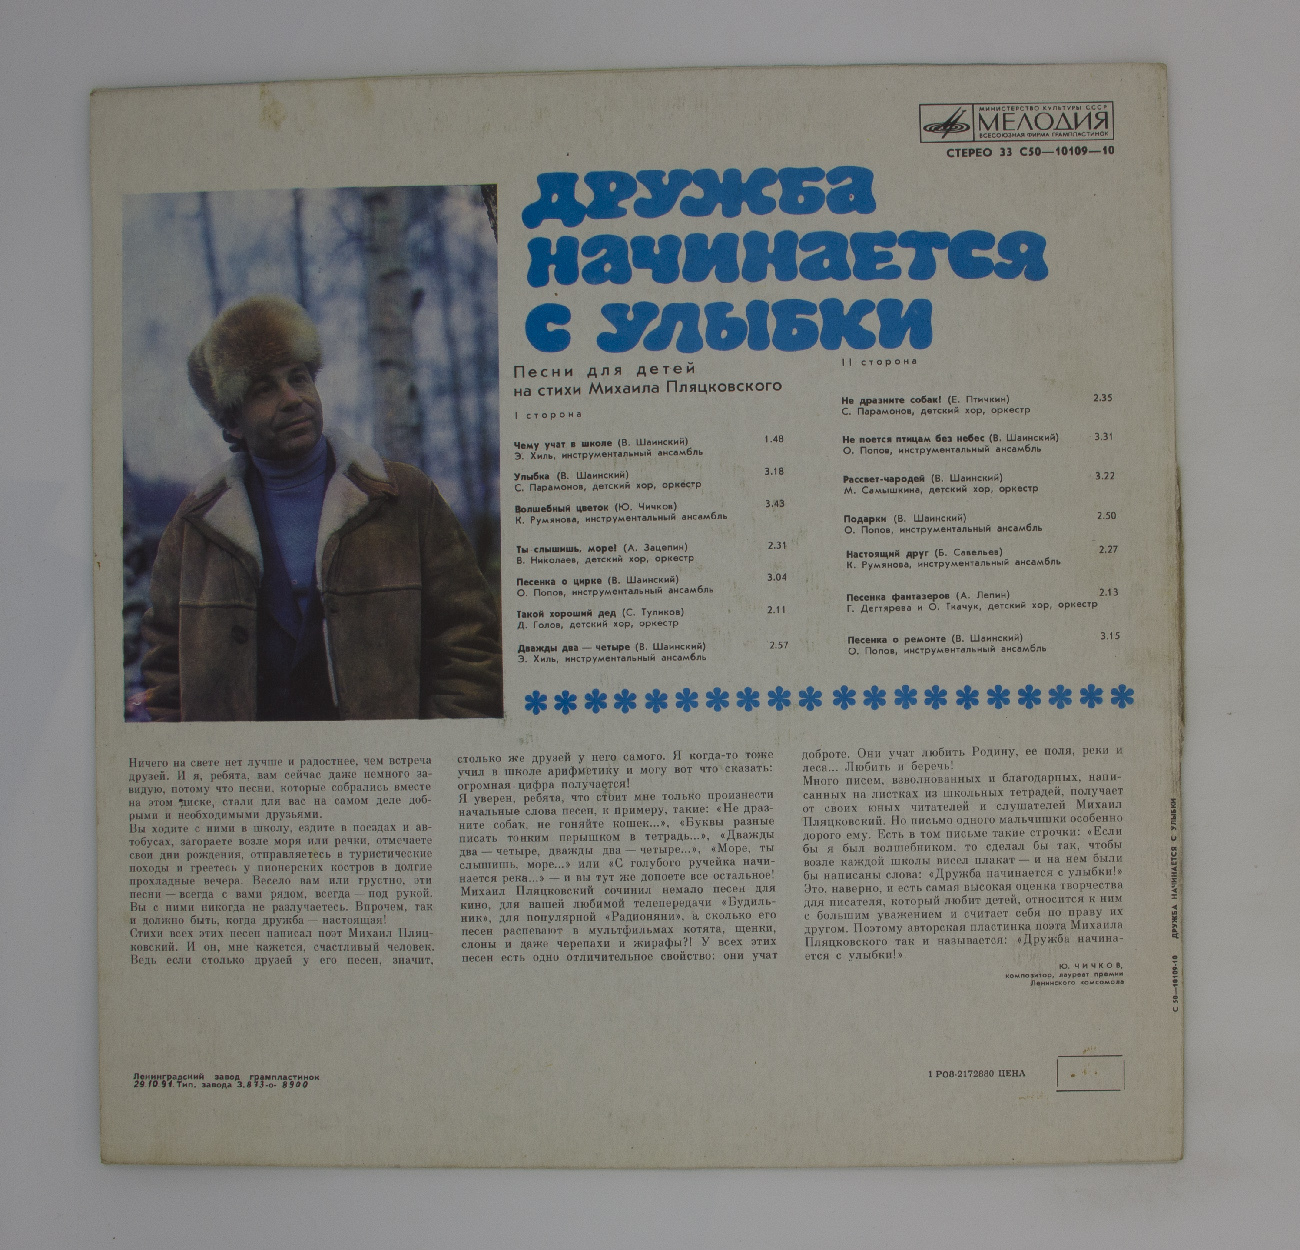 МИНИСТЕРСТВО КУЛЬТУРЫ СССР
МЕЛОДИЯ
ВСЕСОЮЗНАЯ ФИРМА ГРАМПЛАСТИНОК
СТЕРЕО 33 С50—10109—10
ДРУЖБА
НАЧИНАЕТСЯ
С УЛЫБКИ
Песни для детей
на стихи Михаила Пляцковского
I сторона
Чему учат в школе (В. Шаинский) 1.48
Э. Хиль, инструментальный ансамбль
Улыбка (В. Шаинский) 3.18
С. Парамонов, детский хор, оркестр
Волшебный цветок (Ю. Чичков) 3.43
К. Румянова, инструментальный ансамбль
Ты слышишь, море! (А. Зацепин) 2.31
В. Николаев, детский хор, оркестр
Песенка о цирке (В. Шаинский) 3.04
О. Попов, инструментальный ансамбль
Такой хороший дед (С. Туликов) 2.11
Д. Голов, детский хор, оркестр
Дважды два — четыре (В. Шаинский) 2.57
Э. Хиль, инструментальный ансамбль
II сторона
Не дразните собак! (Е. Птичкин) 2.35
С. Парамонов, детский хор, оркестр
Не поется птицам без небес (В. Шаинский) 3.31
О. Попов, инструментальный ансамбль
Рассвет-чародей (В. Шаинский) 3.22
М. Самышкина, детский хор, оркестр
Подарки (В. Шаинский) 2.50
О. Попов, инструментальный ансамбль
Настоящий друг (Б. Савельев) 2.27
К. Румянова, инструментальный ансамбль
Песенка фантазеров (А. Лепин) 2.13
Г. Дегтярева и О. Ткачук, детский хор, оркестр
Песенка о ремонте (В. Шаинский) 3.15
О. Попов, инструментальный ансамбль
Ничего на свете нет лучше и радостнее, чем встреча
друзей. И я, ребята, вам сейчас даже немного за-
видую, потому что песни, которые собрались вместе
на этом диске, стали для вас на самом деле доб-
рыми и необходимыми друзьями.
Вы ходите с ними в школу, ездите в поездах и ав-
тобусах, загораете возле моря или речки, отмечаете
свои дни рождения, отправляетесь в туристические
походы и греетесь у пионерских костров в долгие
прохладные вечера. Весело вам или грустно, эти
песни — всегда с вами рядом, всегда — под рукой.
Вы с ними никогда не разлучаетесь. Впрочем, так
и должно быть, когда дружба — настоящая!
Стихи всех этих песен написал поэт Михаил Пляц-
ковский. И он, мне кажется, счастливый человек.
Ведь если столько друзей у его песен, значит,
столько же друзей у него самого. Я когда-то тоже
учил в школе арифметику и могу вот что сказать:
огромная цифра получается!
Я уверен, ребята, что стоит мне только произнести
начальные слова песен, к примеру, такие: «Не драз-
ните собак, не гоняйте кошек...», «Буквы разные
писать тонким перышком в тетрадь...», «Дважды
два — четыре, дважды два — четыре...», «Море, ты
слышишь, море...» или «С голубого ручейка начи-
нается река...» — и вы тут же допоете все остальное!
Михаил Пляцковский сочинил немало песен для
кино, для вашей любимой телепередачи «Будиль-
ник», для популярной «Радионяни», а сколько его
песен распевают в мультфильмах котята, щенки,
слоны и даже черепахи и жирафы?! У всех этих
песен есть одно отличительное свойство: они учат
доброте. Они учат любить Родину, ее поля, реки и
леса... Любить и беречь!
Много писем, взволнованных и благодарных, напи-
санных на листках из школьных тетрадей, получает
от своих юных читателей и слушателей Михаил
Пляцковский. Но письмо одного мальчишки особенно
дорого ему. Есть в том письме такие строчки: «Если
бы я был волшебником, то сделал бы так, чтобы
возле каждой школы висел плакат — и на нем были
бы написаны слова: «Дружба начинается с улыбки!»
Это, наверно, и есть самая высокая оценка творчества
для писателя, который любит детей, относится к ним
с большим уважением и считает себя по праву их
другом. Поэтому авторская пластинка поэта Михаила
Пляцковского так и называется: «Дружба начина-
ется с улыбки!»
Ю. ЧИЧКОВ,
композитор, лауреат премии
Ленинского комсомола
С 50—10109-10 ДРУЖБА НАЧИНАЕТСЯ С УЛЫБКИ
Ленинградский завод грампластинок
29.10.91. Тип. завода З.873-о- 8900
1 Р08-2172880 ЦЕНА